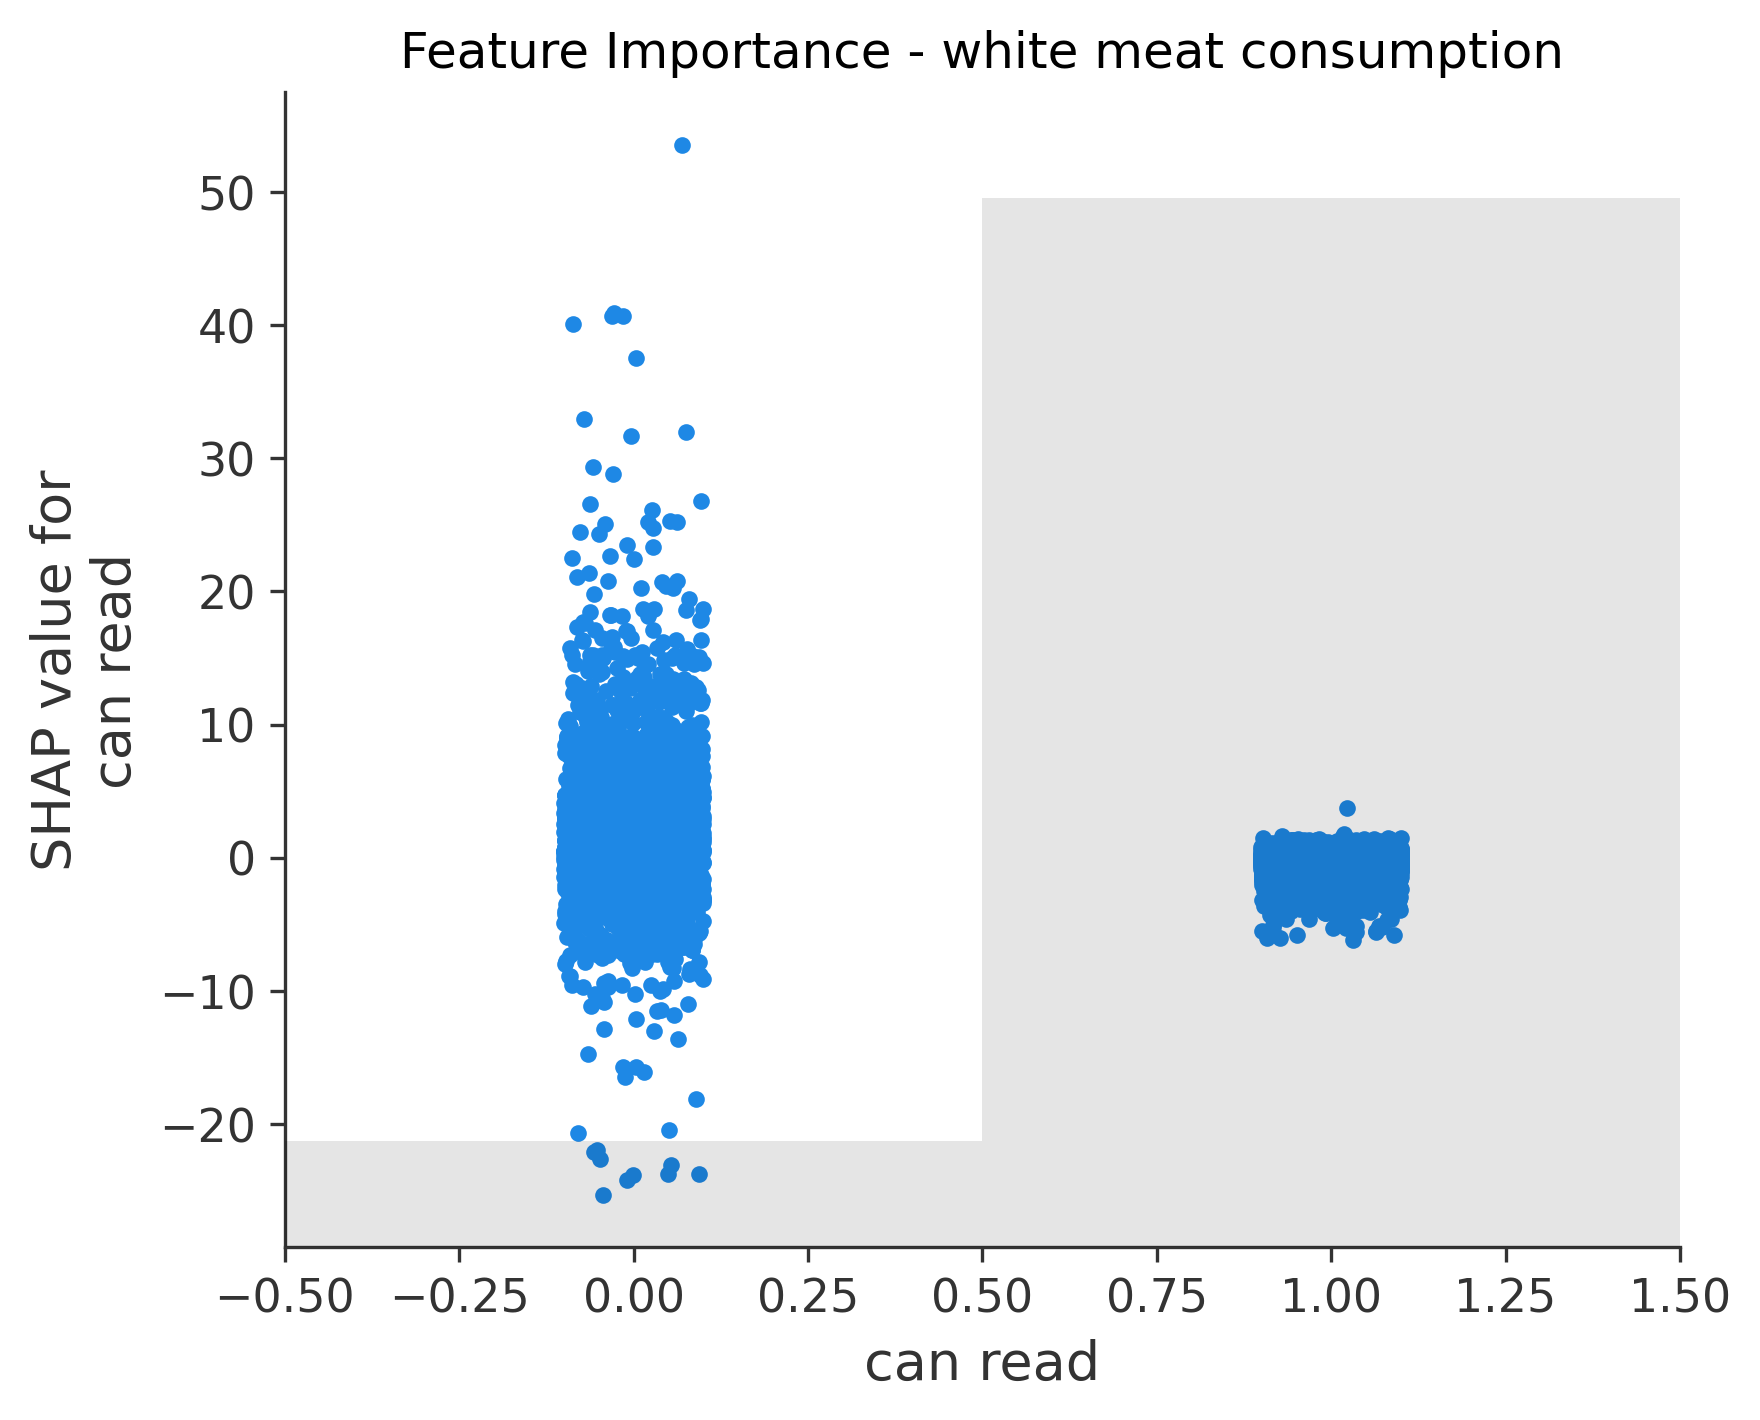 Feature Importance - white meat consumption
50
40
30
20
10
0
−10
−20
SHAP value for
can read
−0.50 −0.25 0.00 0.25 0.50 0.75 1.00 1.25 1.50
can read